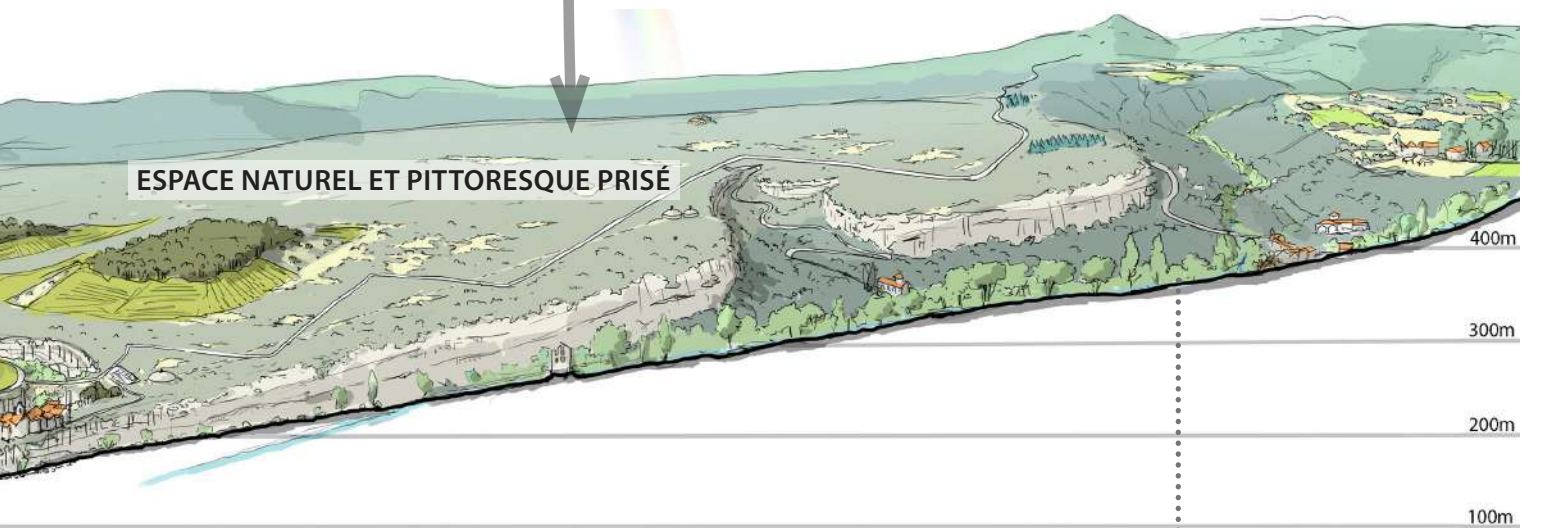 ESPACE NATUREL ET PITTORESQUE PRISÉ
400m
300m
200m
100m